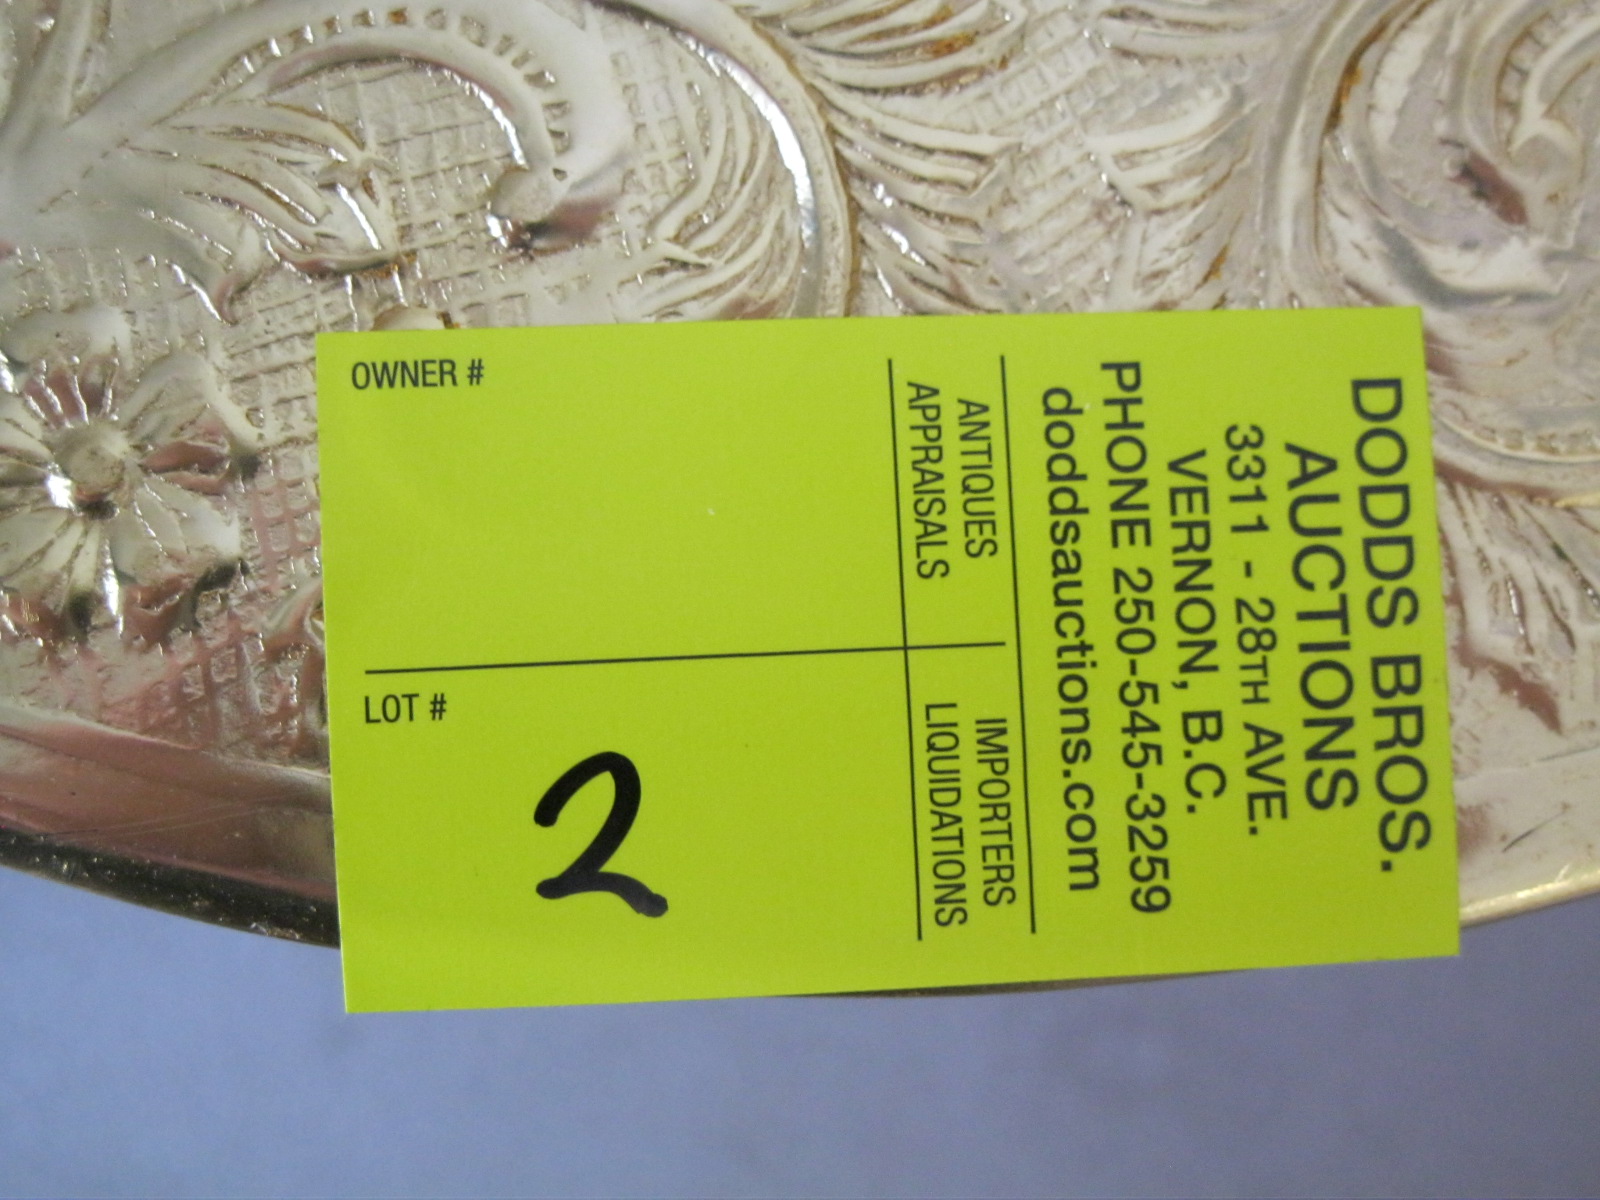 DODDS BROS.
AUCTIONS
3311 - 28TH AVE.
VERNON, B.C.
PHONE 250-545-3259
doddsauctions.com
ANTIQUES
APPRAISALS
IMPORTERS
LIQUIDATIONS
OWNER #
LOT #
2